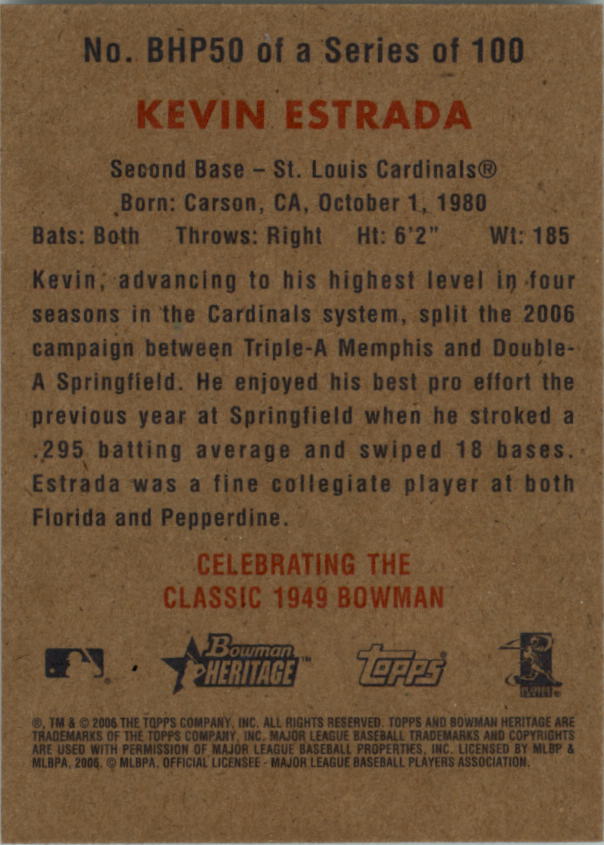 No. BHP50 of a Series of 100
KEVIN ESTRADA
Second Base – St. Louis Cardinals®
Born: Carson, CA, October 1, 1980
Bats: Both Throws: Right Ht: 6'2" Wt: 185
Kevin, advancing to his highest level in four
seasons in the Cardinals system, split the 2006
campaign between Triple-A Memphis and Double-
A Springfield. He enjoyed his best pro effort the
previous year at Springfield when he stroked a
.295 batting average and swiped 18 bases.
Estrada was a fine collegiate player at both
Florida and Pepperdine.
CELEBRATING THE
CLASSIC 1949 BOWMAN
Bowman
HERITAGE™
Topps®
PLAYERS
®, TM & © 2006 THE TOPPS COMPANY, INC. ALL RIGHTS RESERVED. TOPPS AND BOWMAN HERITAGE ARE
TRADEMARKS OF THE TOPPS COMPANY, INC. MAJOR LEAGUE BASEBALL TRADEMARKS AND COPYRIGHTS
ARE USED WITH PERMISSION OF MAJOR LEAGUE BASEBALL PROPERTIES, INC. LICENSED BY MLBP &
MLBPA, 2006. © MLBPA. OFFICIAL LICENSEE - MAJOR LEAGUE BASEBALL PLAYERS ASSOCIATION.